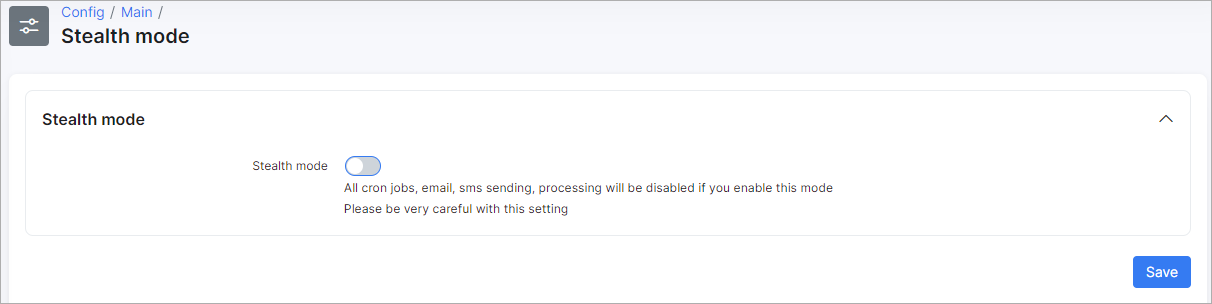 Config / Main /
Stealth mode
Stealth mode
Stealth mode
All cron jobs, email, sms sending, processing will be disabled if you enable this mode
Please be very careful with this setting
Save